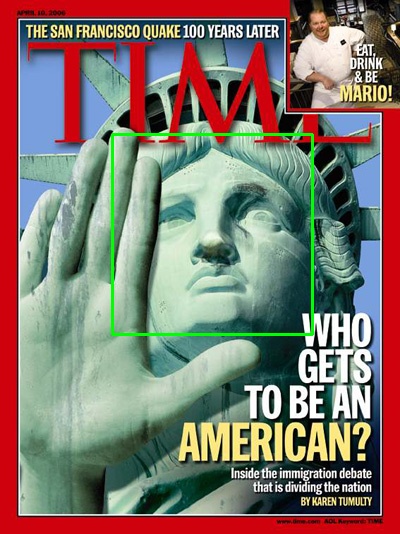 APRIL 10, 2006
THE SAN FRANCISCO QUAKE 100 YEARS LATER
TIME
EAT,
DRINK
& BE
MARIO!
WHO
GETS
TO BE AN
AMERICAN?
Inside the immigration debate
that is dividing the nation
BY KAREN TUMULTY
www.time.com AOL Keyword: TIME